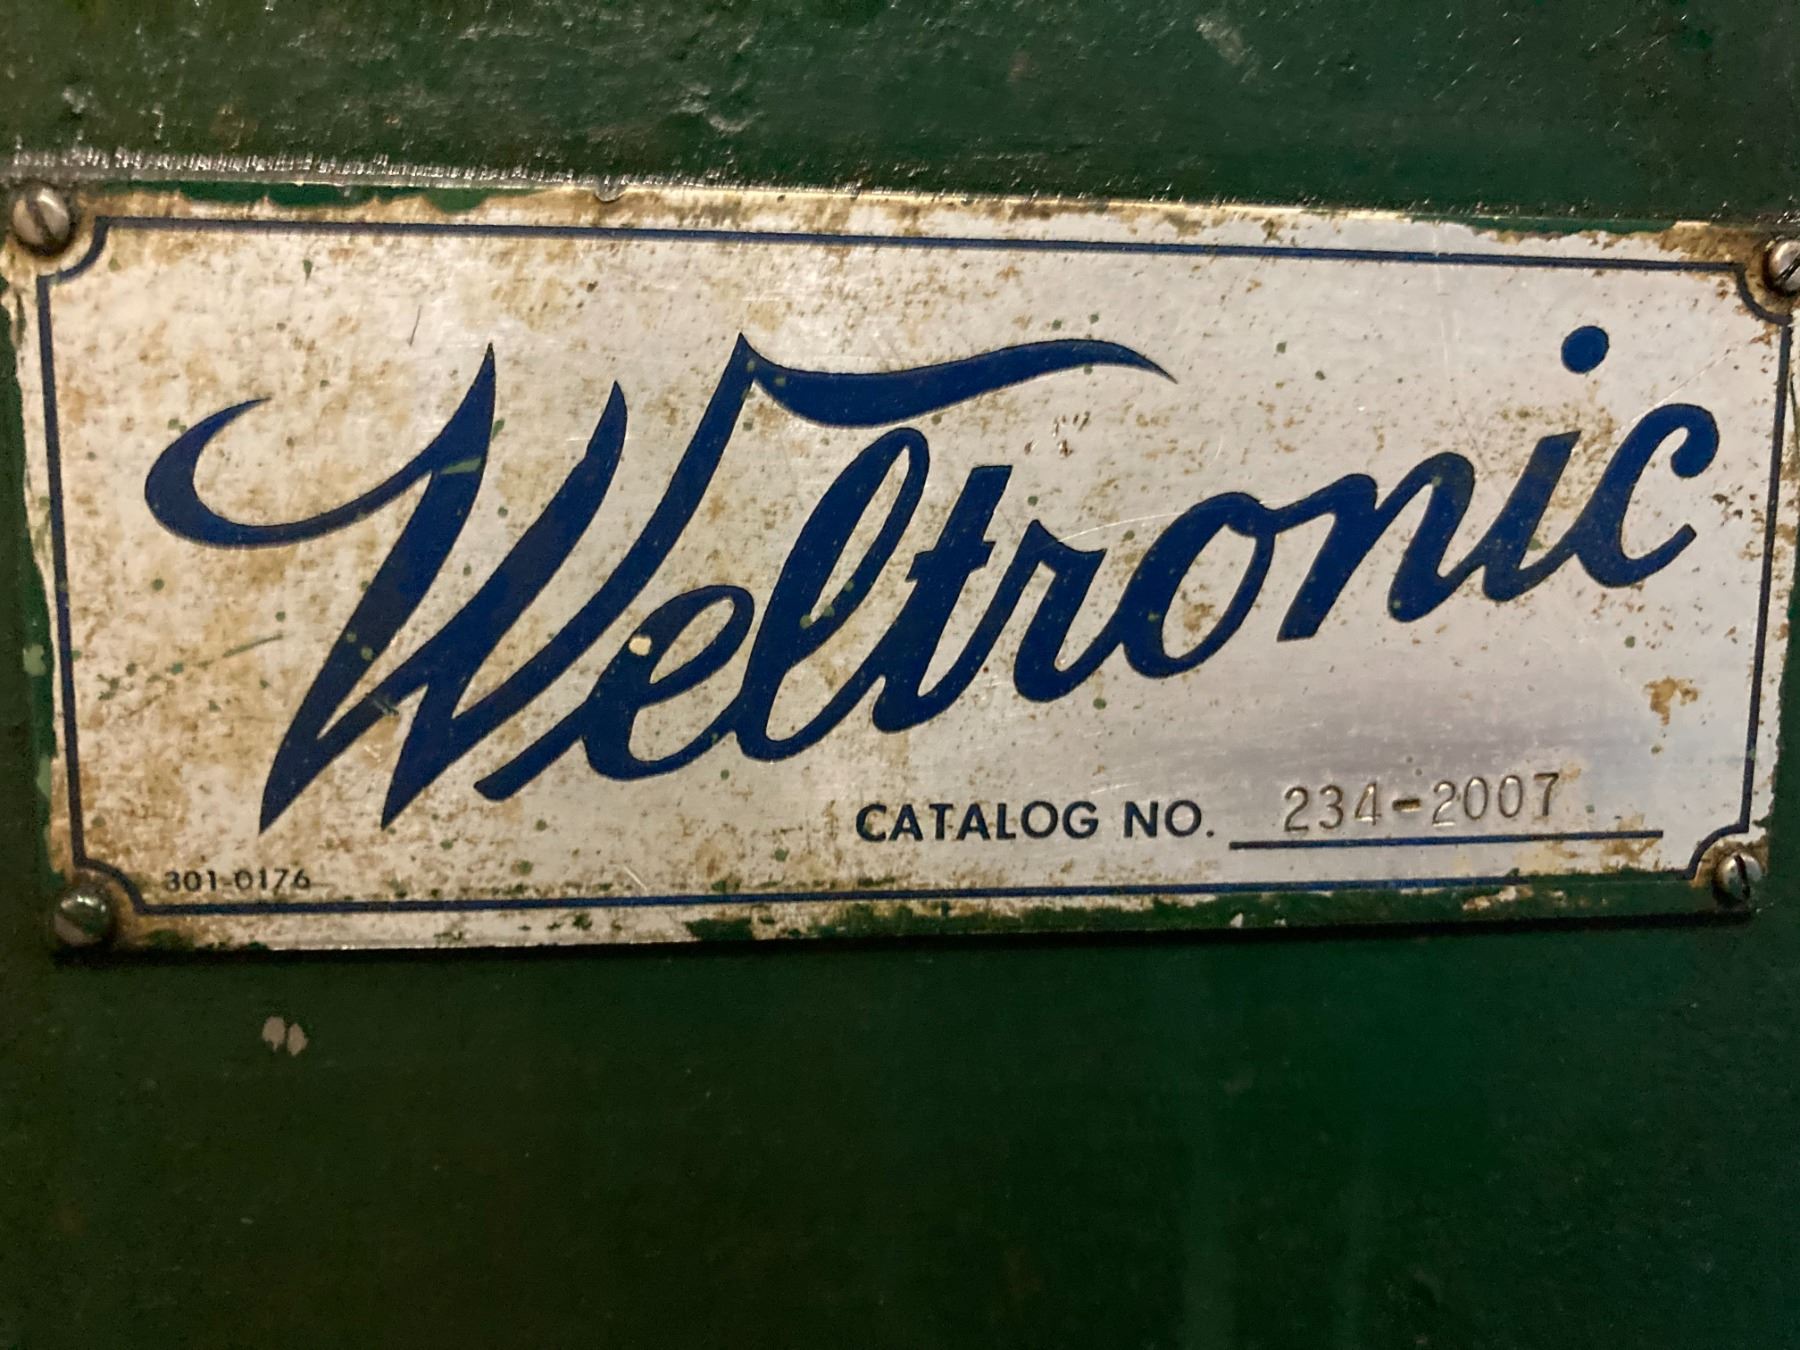 Weltronic
CATALOG NO. 234-2007
301-0176